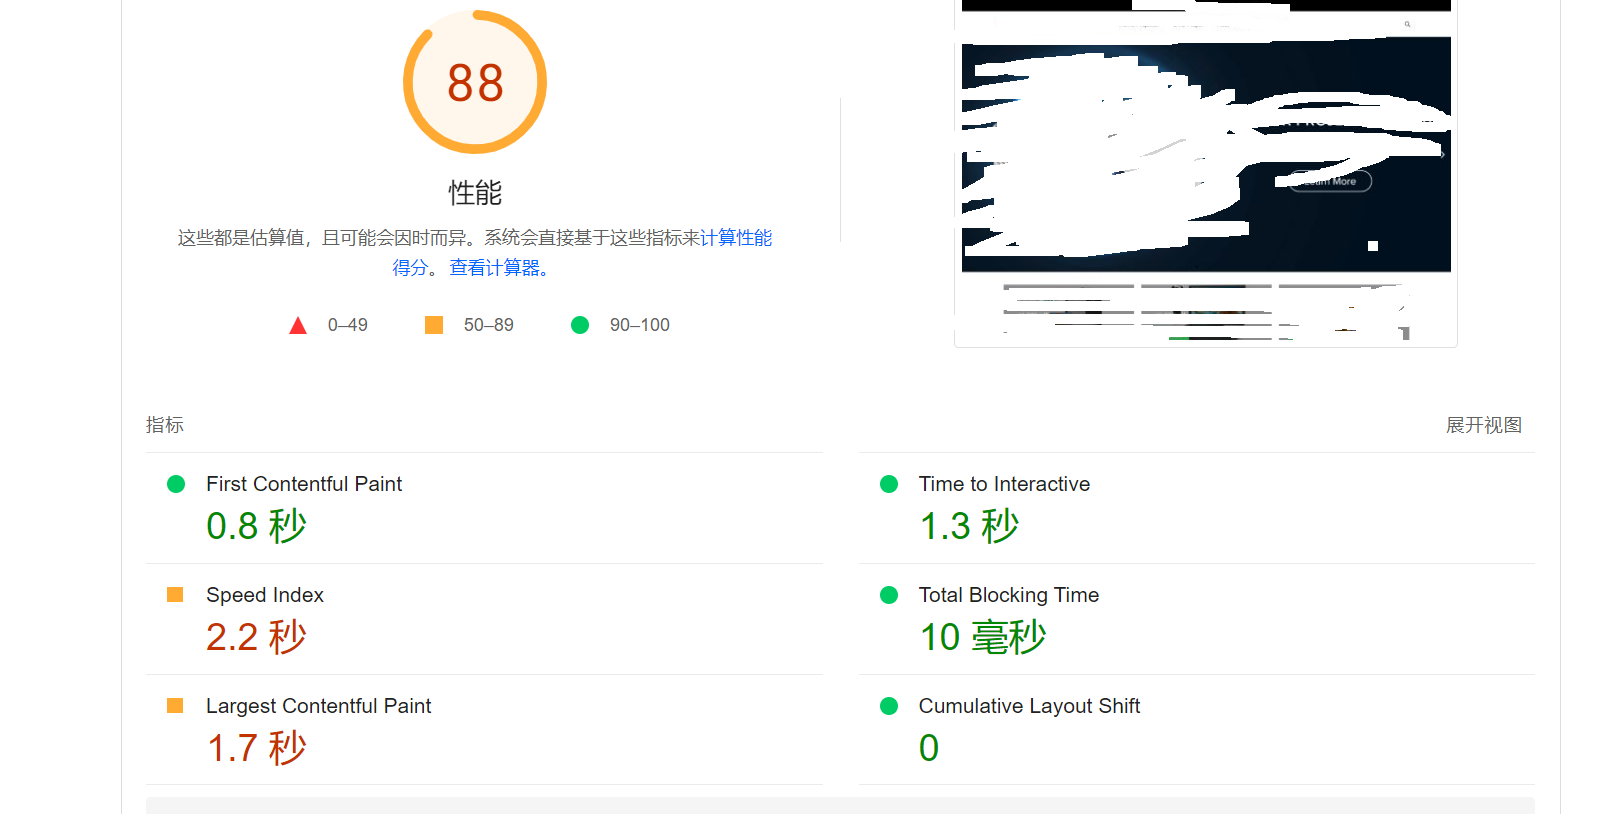 88
性能
这些都是估算值，且可能会因时而异。系统会直接基于这些指标来计算性能
得分。 查看计算器。
0–49
50–89
90–100
More
指标
展开视图
First Contentful Paint
0.8 秒
Time to Interactive
1.3 秒
Speed Index
2.2 秒
Total Blocking Time
10 毫秒
Largest Contentful Paint
1.7 秒
Cumulative Layout Shift
0